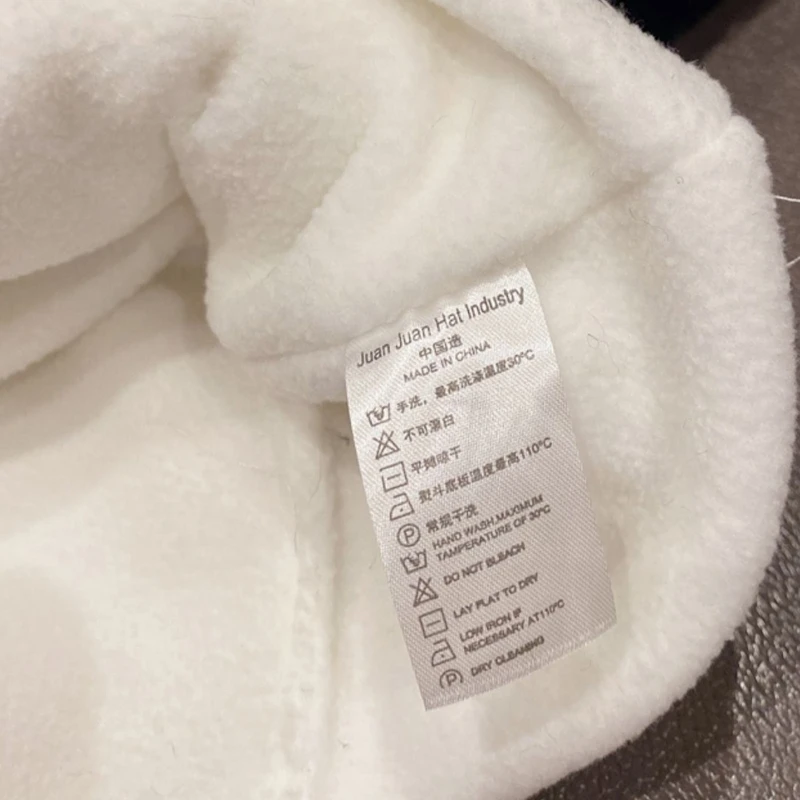 Juan Juan Hat Industry
中国造
MADE IN CHINA
手洗，最高洗涤温度30°C
不可漂白
平摊晾干
熨斗底板温度最高110°C
P 常规干洗
HAND WASH,MAXIMUM
TAMPERATURE OF 30°C
DO NOT BLEACH
LAY FLAT TO DRY
LOW IRON IF
NECESSARY AT110°C
P DRY CLEANING